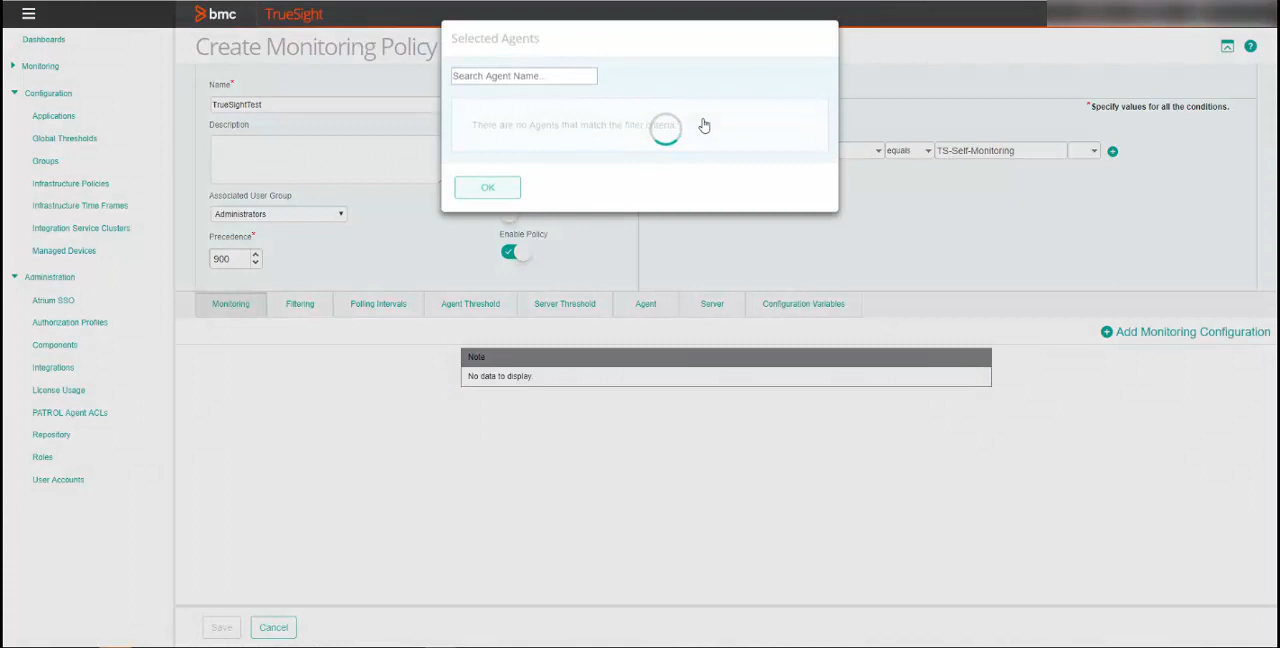 bmc TrueSight
Dashboards
Monitoring
Configuration
Applications
Global Thresholds
Groups
Infrastructure Policies
Infrastructure Time Frames
Integration Service Clusters
Managed Devices
Administration
Atrium SSO
Authorization Profiles
Components
Integrations
License Usage
PATROL Agent ACLs
Repository
Roles
User Accounts
Create Monitoring Policy
?
Name*
TrueSightTest
Description
Associated User Group
Administrators
Precedence*
900
Enable Policy
Selected Agents
Search Agent Name...
There are no Agents that match the filter criteria.
OK
*Specify values for all the conditions.
equals TS-Self-Monitoring
Monitoring Filtering Polling Intervals Agent Threshold Server Threshold Agent Server Configuration Variables
Add Monitoring Configuration
Note
No data to display.
Save Cancel